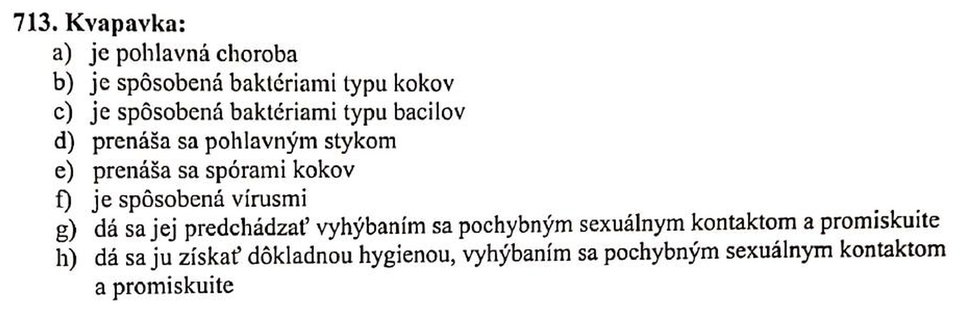 713. Kvapavka:
a) je pohlavná choroba
b) je spôsobená baktériami typu kokov
c) je spôsobená baktériami typu bacilov
d) prenáša sa pohlavným stykom
e) prenáša sa spórami kokov
f) je spôsobená vírusmi
g) dá sa jej predchádzať vyhýbaním sa pochybným sexuálnym kontaktom a promiskuite
h) dá sa ju získať dôkladnou hygienou, vyhýbaním sa pochybným sexuálnym kontaktom
a promiskuite